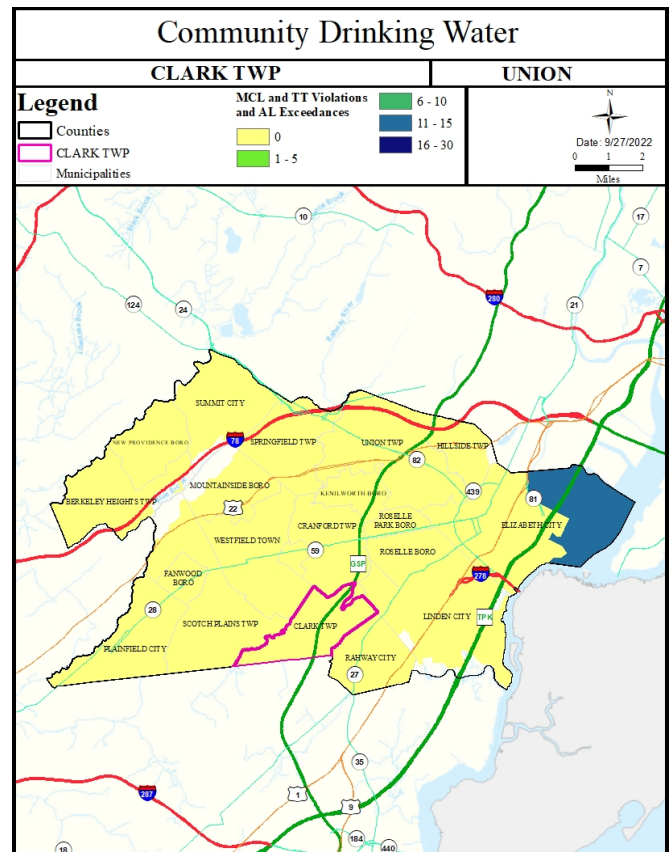 Community Drinking Water
CLARK TWP
UNION
Legend
Counties
CLARK TWP
Municipalities
MCL and TT Violations
and AL Exceedances
0
1 - 5
6 - 10
11 - 15
16 - 30
N
Date: 9/27/2022
0 1 2
Miles
10
17
7
280
21
124
24
SUMMIT CITY
NEW PROVIDENCE BORO
78
SPRINGFIELD TWP
UNION TWP
HILLSIDE TWP
82
MOUNTAINSIDE BORO
BERKELEY HEIGHTS TWP
22
KENILWORTH BORO
439
81
ROSELLE
PARK BORO
CRANFORD TWP
ELIZABETH CITY
WESTFIELD TOWN
59
ROSELLE BORO
GSP
278
FANWOOD
BORO
28
SCOTCH PLAINS TWP
CLARK TWP
LINDEN CITY
TPK
PLAINFIELD CITY
RAHWAY CITY
27
35
287
1
9
184
440
18